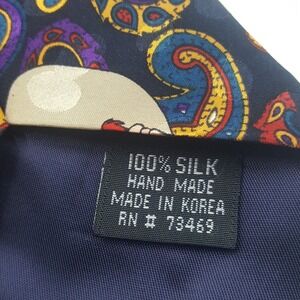 100% SILK
HAND MADE
MADE IN KOREA
RN # 73469